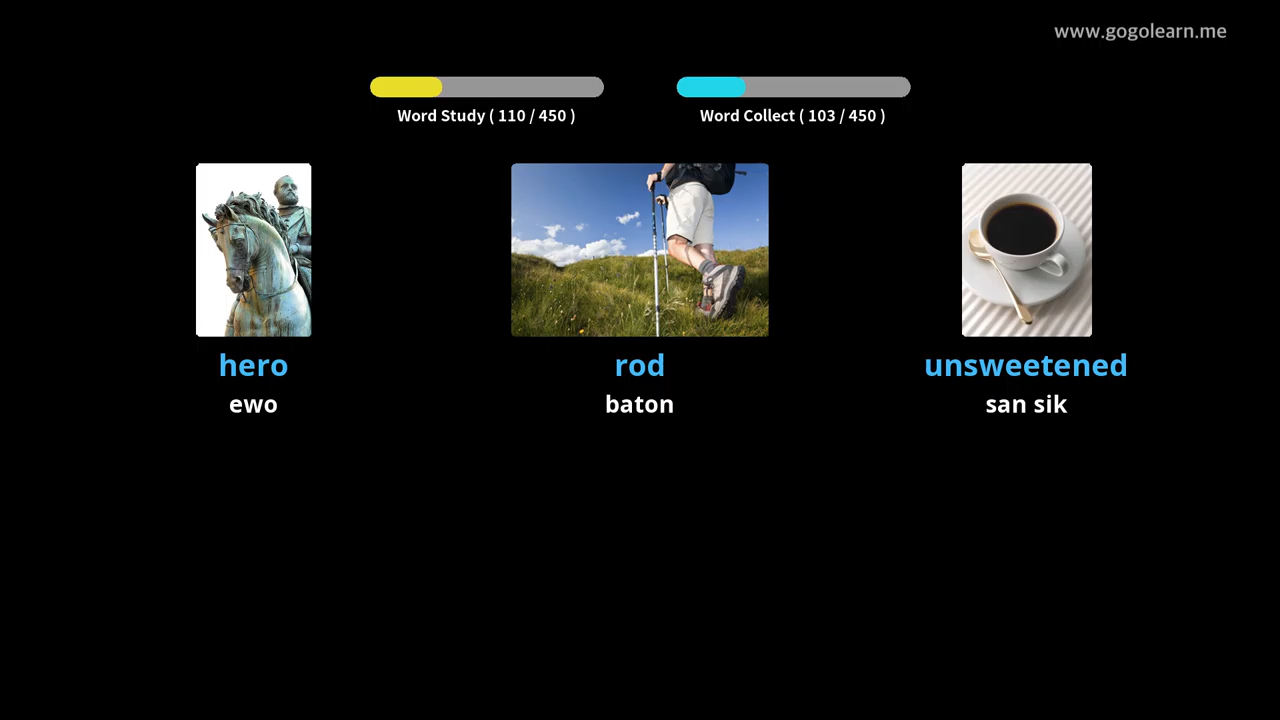 www.gogolearn.me
Word Study ( 110 / 450 )
Word Collect ( 103 / 450 )
hero
rod
unsweetened
ewo
baton
san sik